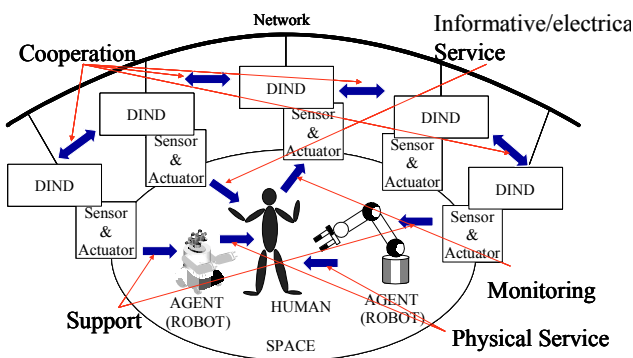 Network
Informative/electrica
Service
Cooperation
DIND
DIND
DIND
DIND
DIND
Sensor
&
Actuator
Sensor
&
Actuator
Sensor
&
Actuator
Sensor
&
Actuator
Sensor
&
Actuator
AGENT
(ROBOT)
HUMAN
AGENT
(ROBOT)
SPACE
Support
Monitoring
Physical Service